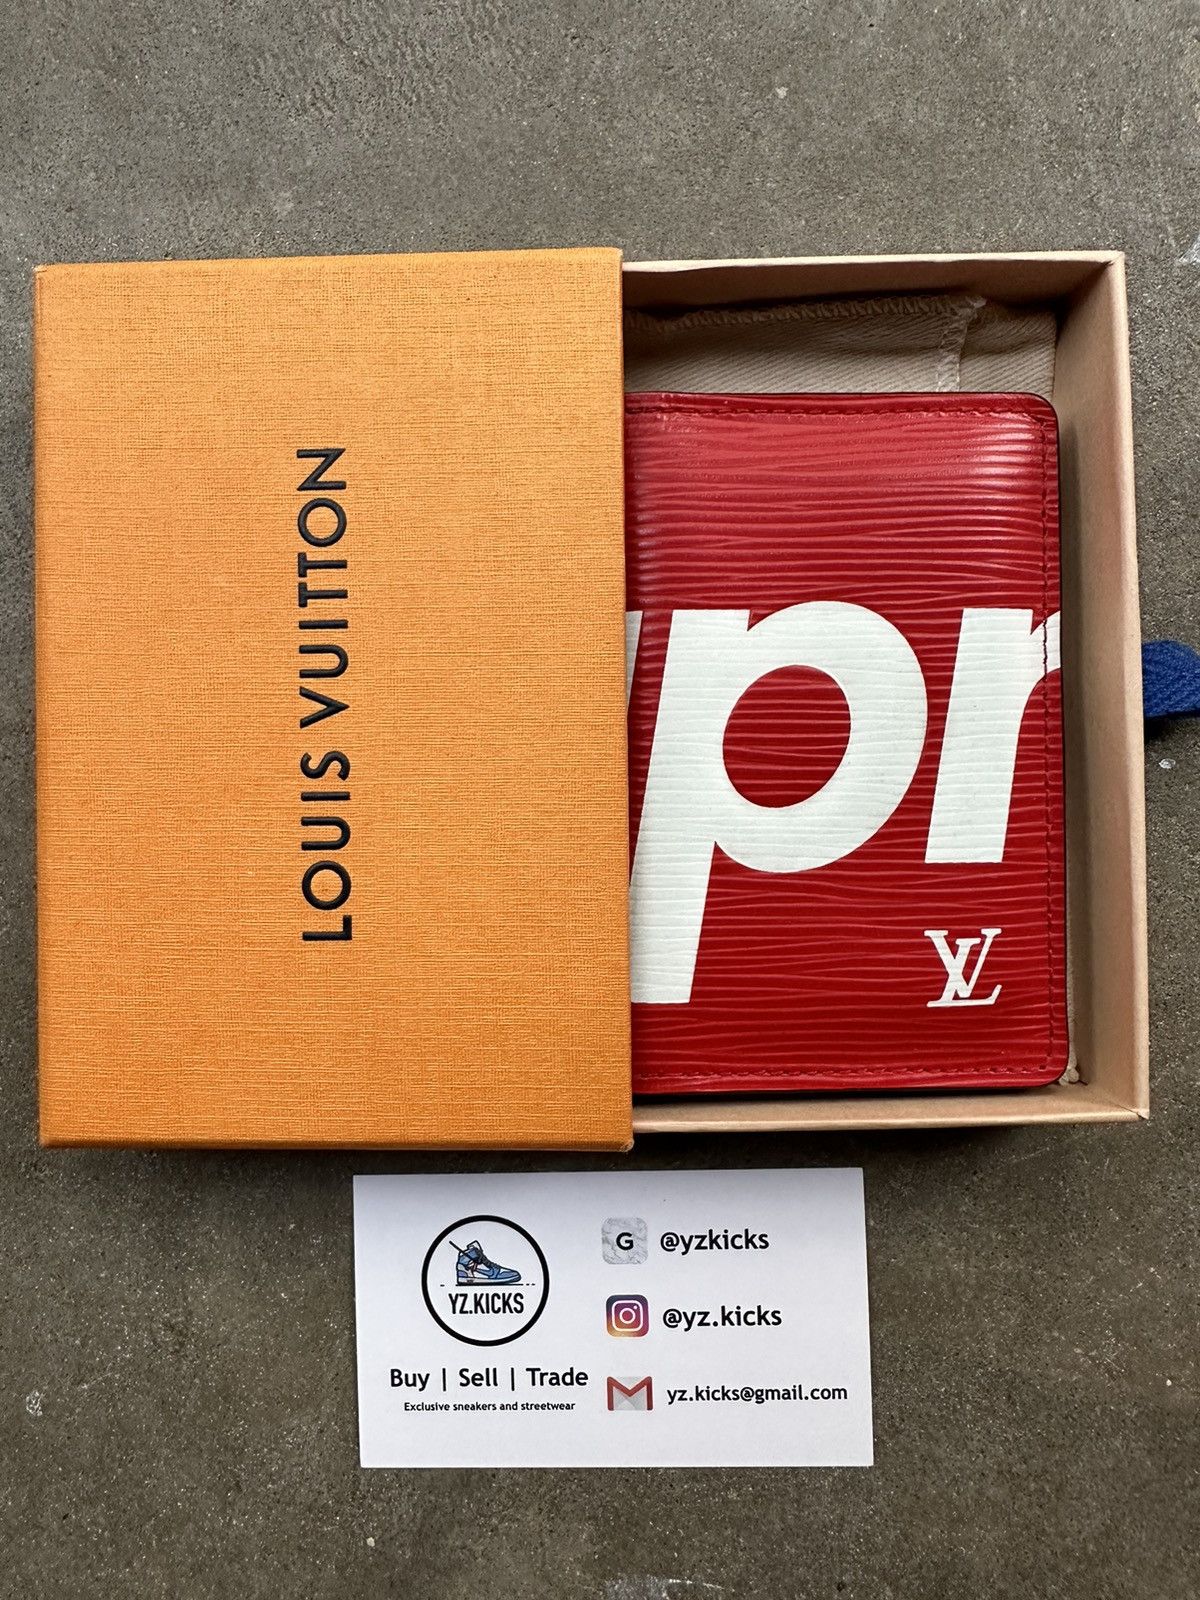 LOUIS VUITTON
pr
LV
YZ.KICKS
Buy | Sell | Trade
Exclusive sneakers and streetwear
G @yzkicks
@yz.kicks
yz.kicks@gmail.com